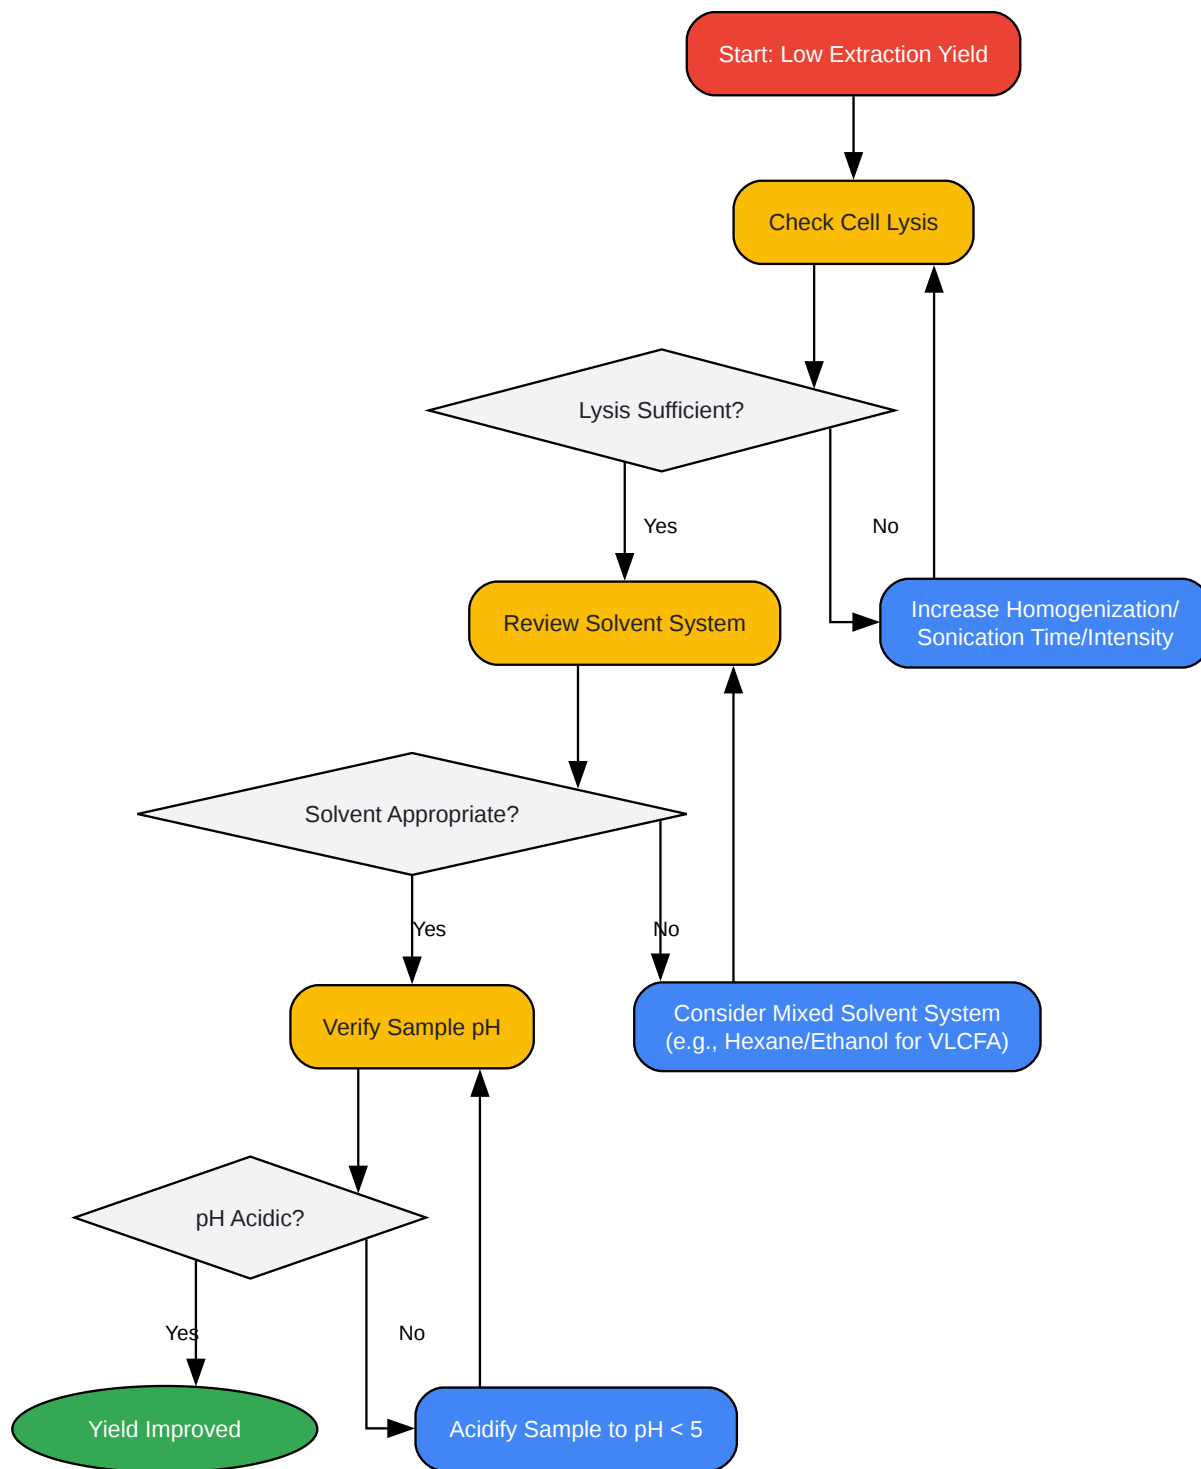 Start: Low Extraction Yield
Check Cell Lysis
Lysis Sufficient?
Yes
No
Increase Homogenization/
Sonication Time/Intensity
Review Solvent System
Solvent Appropriate?
Yes
No
Consider Mixed Solvent System
(e.g., Hexane/Ethanol for VLCFA)
Verify Sample pH
pH Acidic?
Yes
No
Yield Improved
Acidify Sample to pH < 5